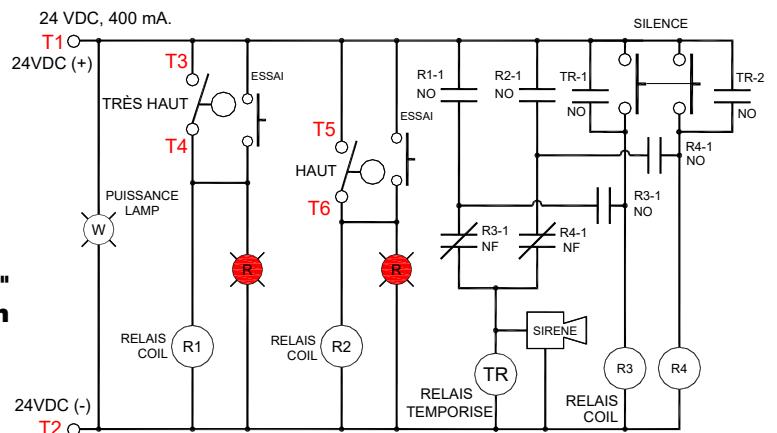 24 VDC, 400 mA.
T1
24VDC (+)
T3
TRÈS HAUT
T4
ESSAI
T5
HAUT
T6
ESSAI
PUISSANCE
LAMP
W
R
R
"
n
RELAIS
COIL
R1
RELAIS
COIL
R2
R1-1
NO
R2-1
NO
SILENCE
TR-1
NO
TR-2
NO
R4-1
NO
R3-1
NO
R3-1
NF
R4-1
NF
SIRENE
TR
RELAIS
TEMPORISE
RELAIS
COIL
R3
R4
24VDC (-)
T2